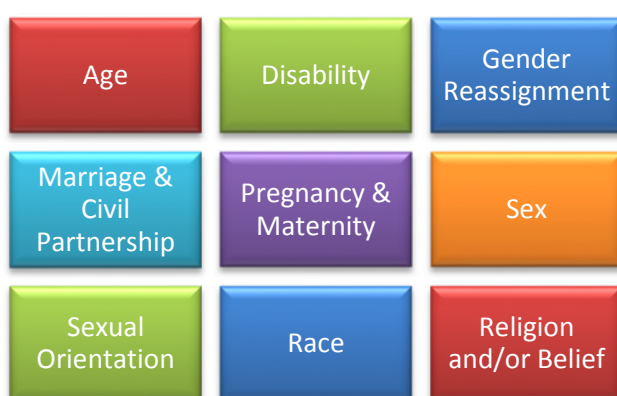 Age
Disability
Gender
Reassignment
Marriage &
Civil
Partnership
Pregnancy &
Maternity
Sex
Sexual
Orientation
Race
Religion
and/or Belief